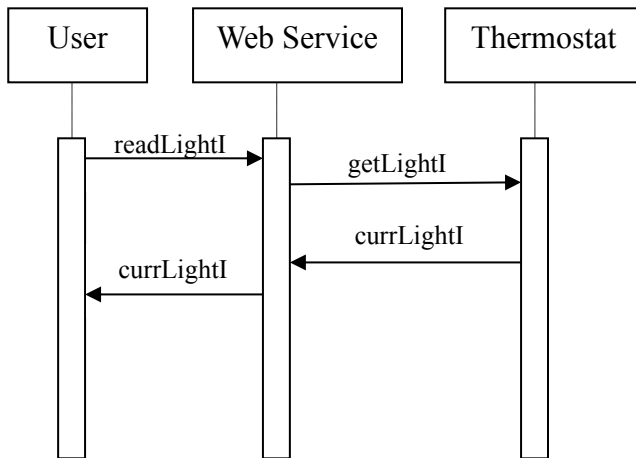 User
Web Service
Thermostat
readLightI
getLightI
currLightI
currLightI